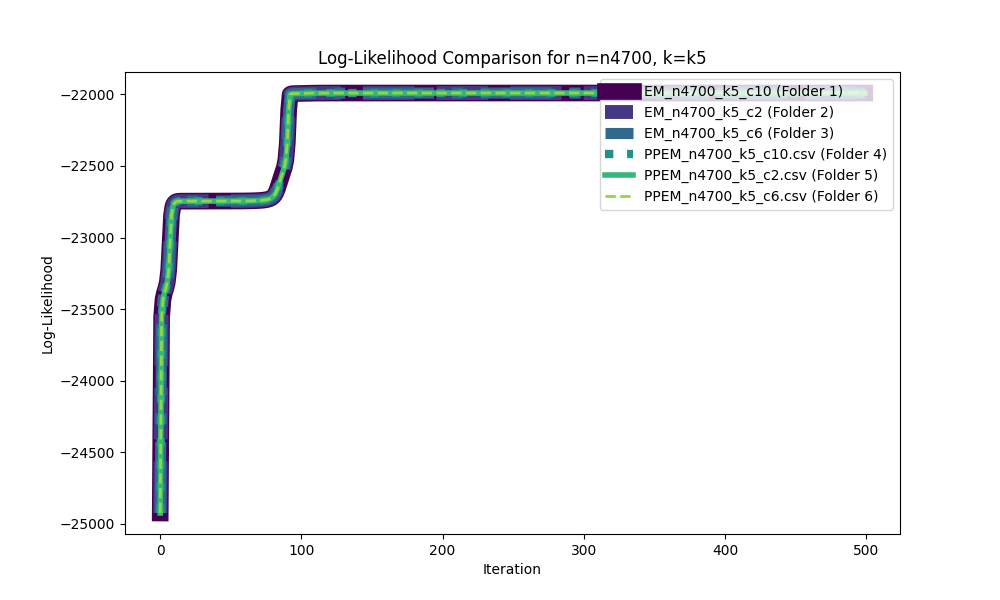 Log-Likelihood Comparison for n=n4700, k=k5
EM_n4700_k5_c10 (Folder 1)
EM_n4700_k5_c2 (Folder 2)
EM_n4700_k5_c6 (Folder 3)
PPEM_n4700_k5_c10.csv (Folder 4)
PPEM_n4700_k5_c2.csv (Folder 5)
PPEM_n4700_k5_c6.csv (Folder 6)
Log-Likelihood
−22000
−22500
−23000
−23500
−24000
−24500
−25000
0 100 200 300 400 500
Iteration